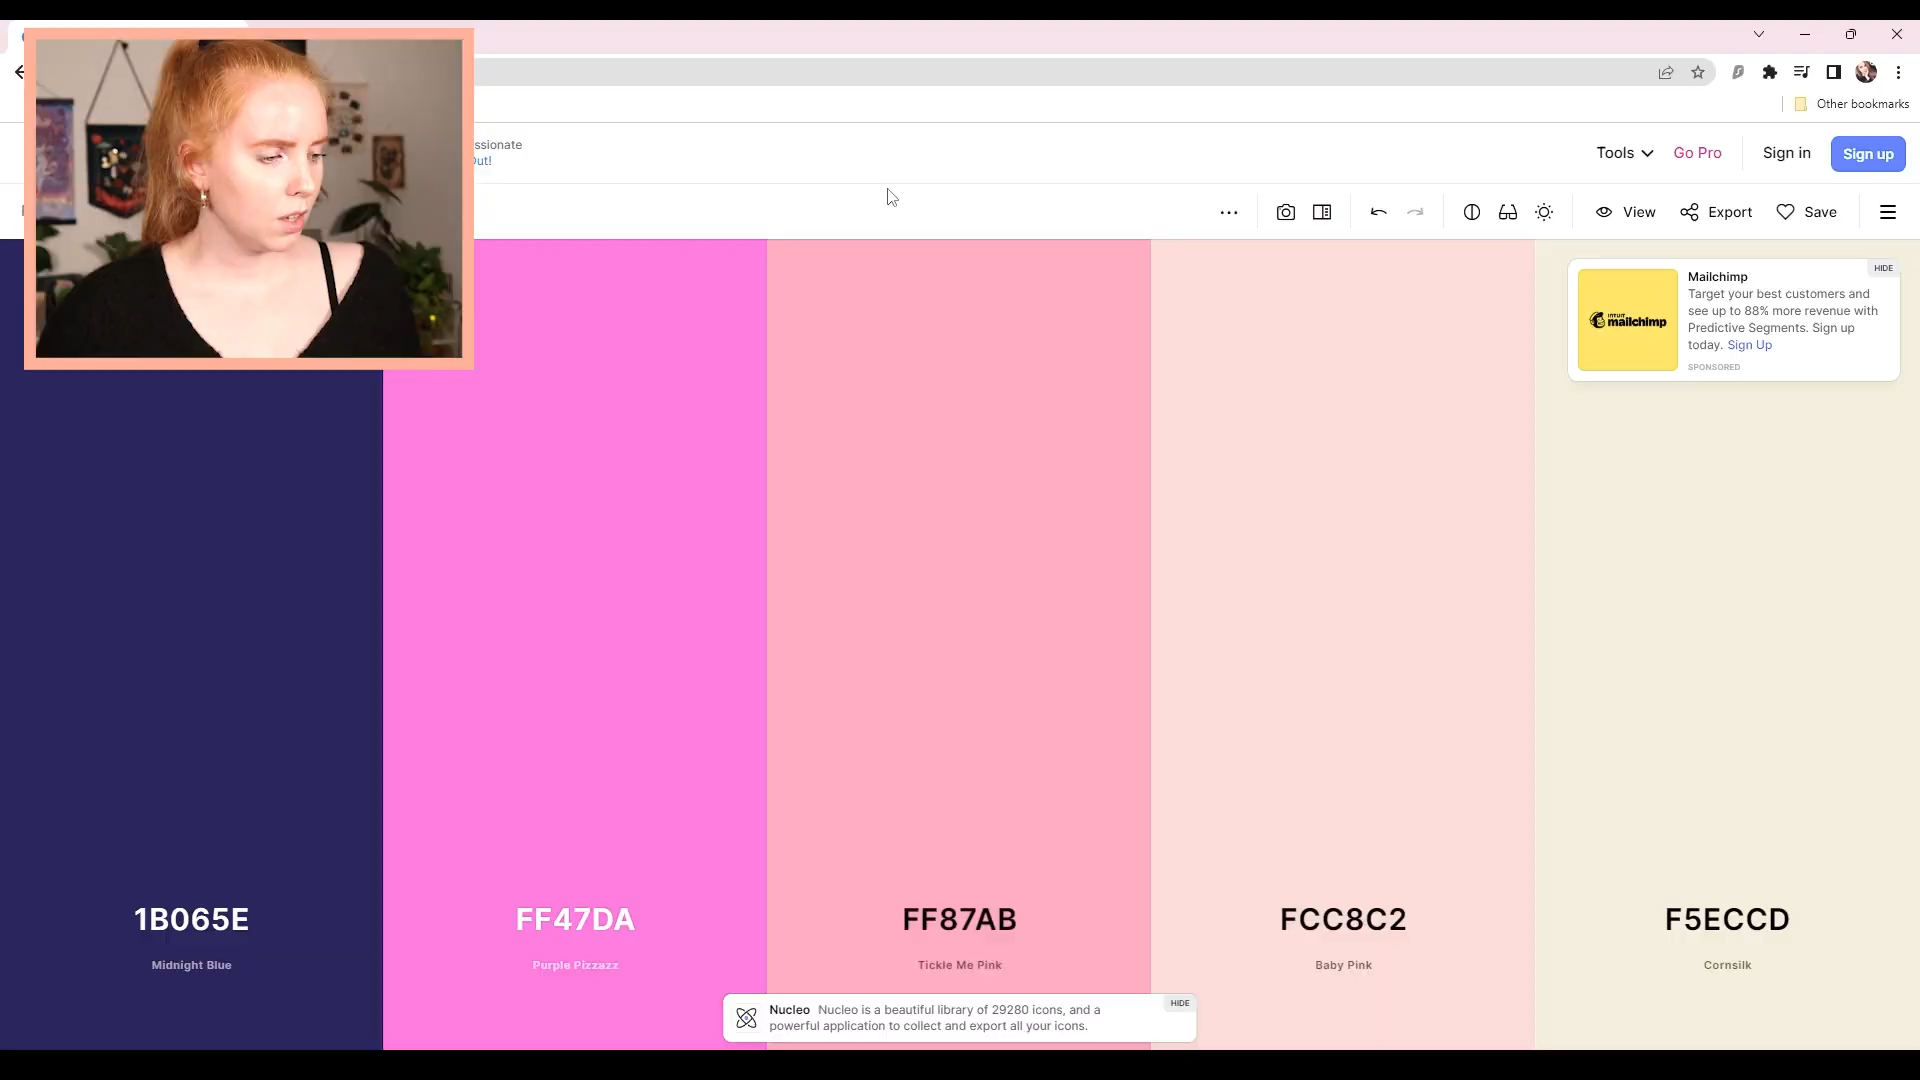 Other bookmarks
ssionate
Out!
Tools
Go Pro
Sign in
Sign up
View
Export
Save
HIDE
Mailchimp
Target your best customers and
see up to 88% more revenue with
Predictive Segments. Sign up
today. Sign Up
SPONSORED
INTUIT
mailchimp
1B065E
Midnight Blue
FF47DA
Purple Pizzazz
FF87AB
Tickle Me Pink
FCC8C2
Baby Pink
F5ECCD
Cornsilk
Nucleo Nucleo is a beautiful library of 29280 icons, and a
powerful application to collect and export all your icons.
HIDE